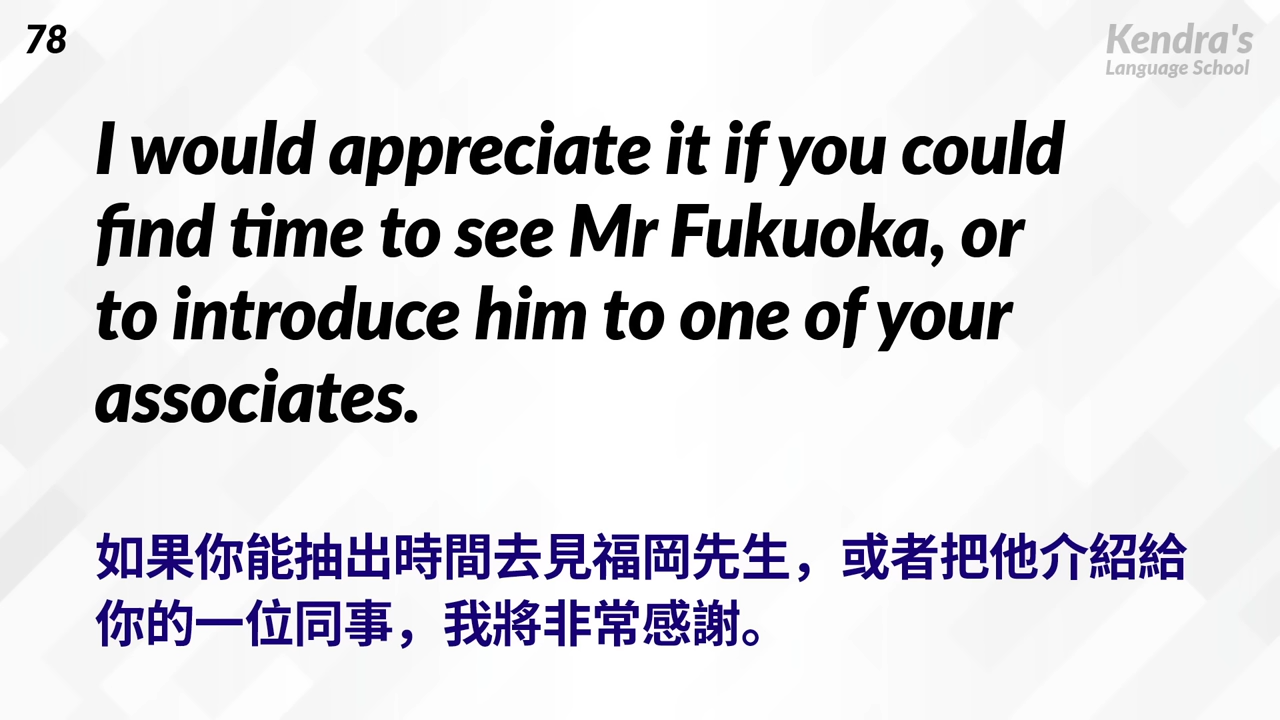 78
Kendra's
Language School
I would appreciate it if you could
find time to see Mr Fukuoka, or
to introduce him to one of your
associates.
如果你能抽出時間去見福岡先生，或者把他介紹給
你的一位同事，我將非常感謝。